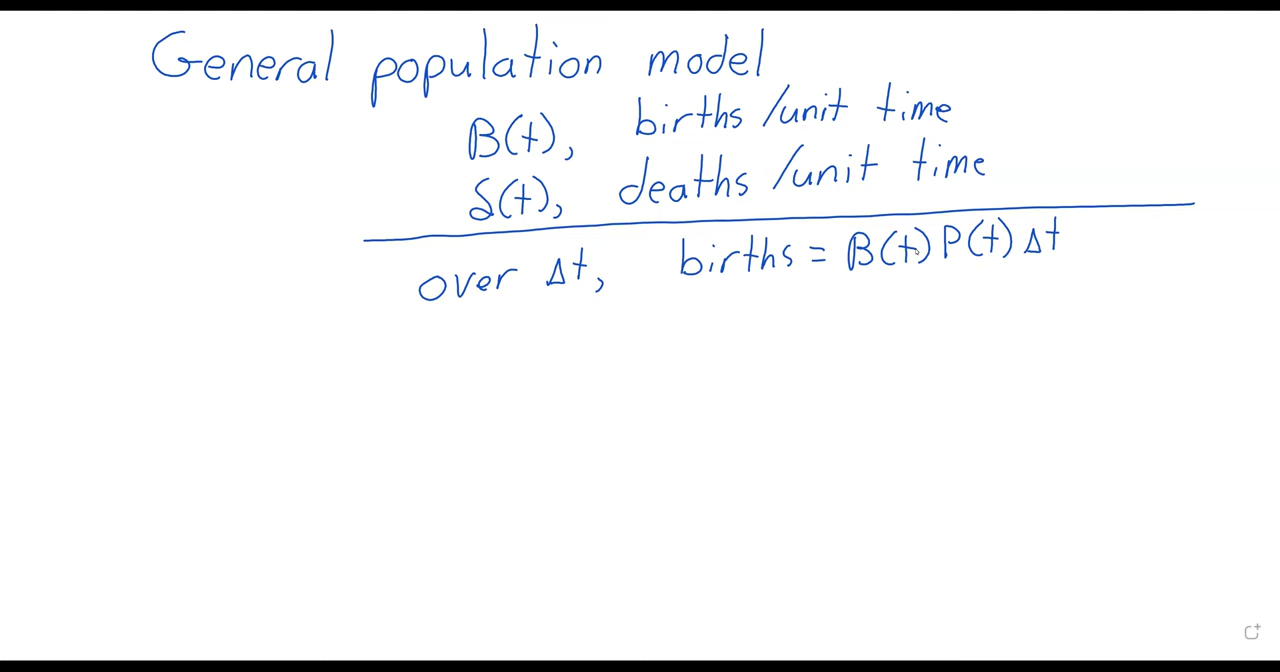 General population model
β(t), births /unit time
δ(t), deaths /unit time
over Δt, births = β(t) P(t) Δt